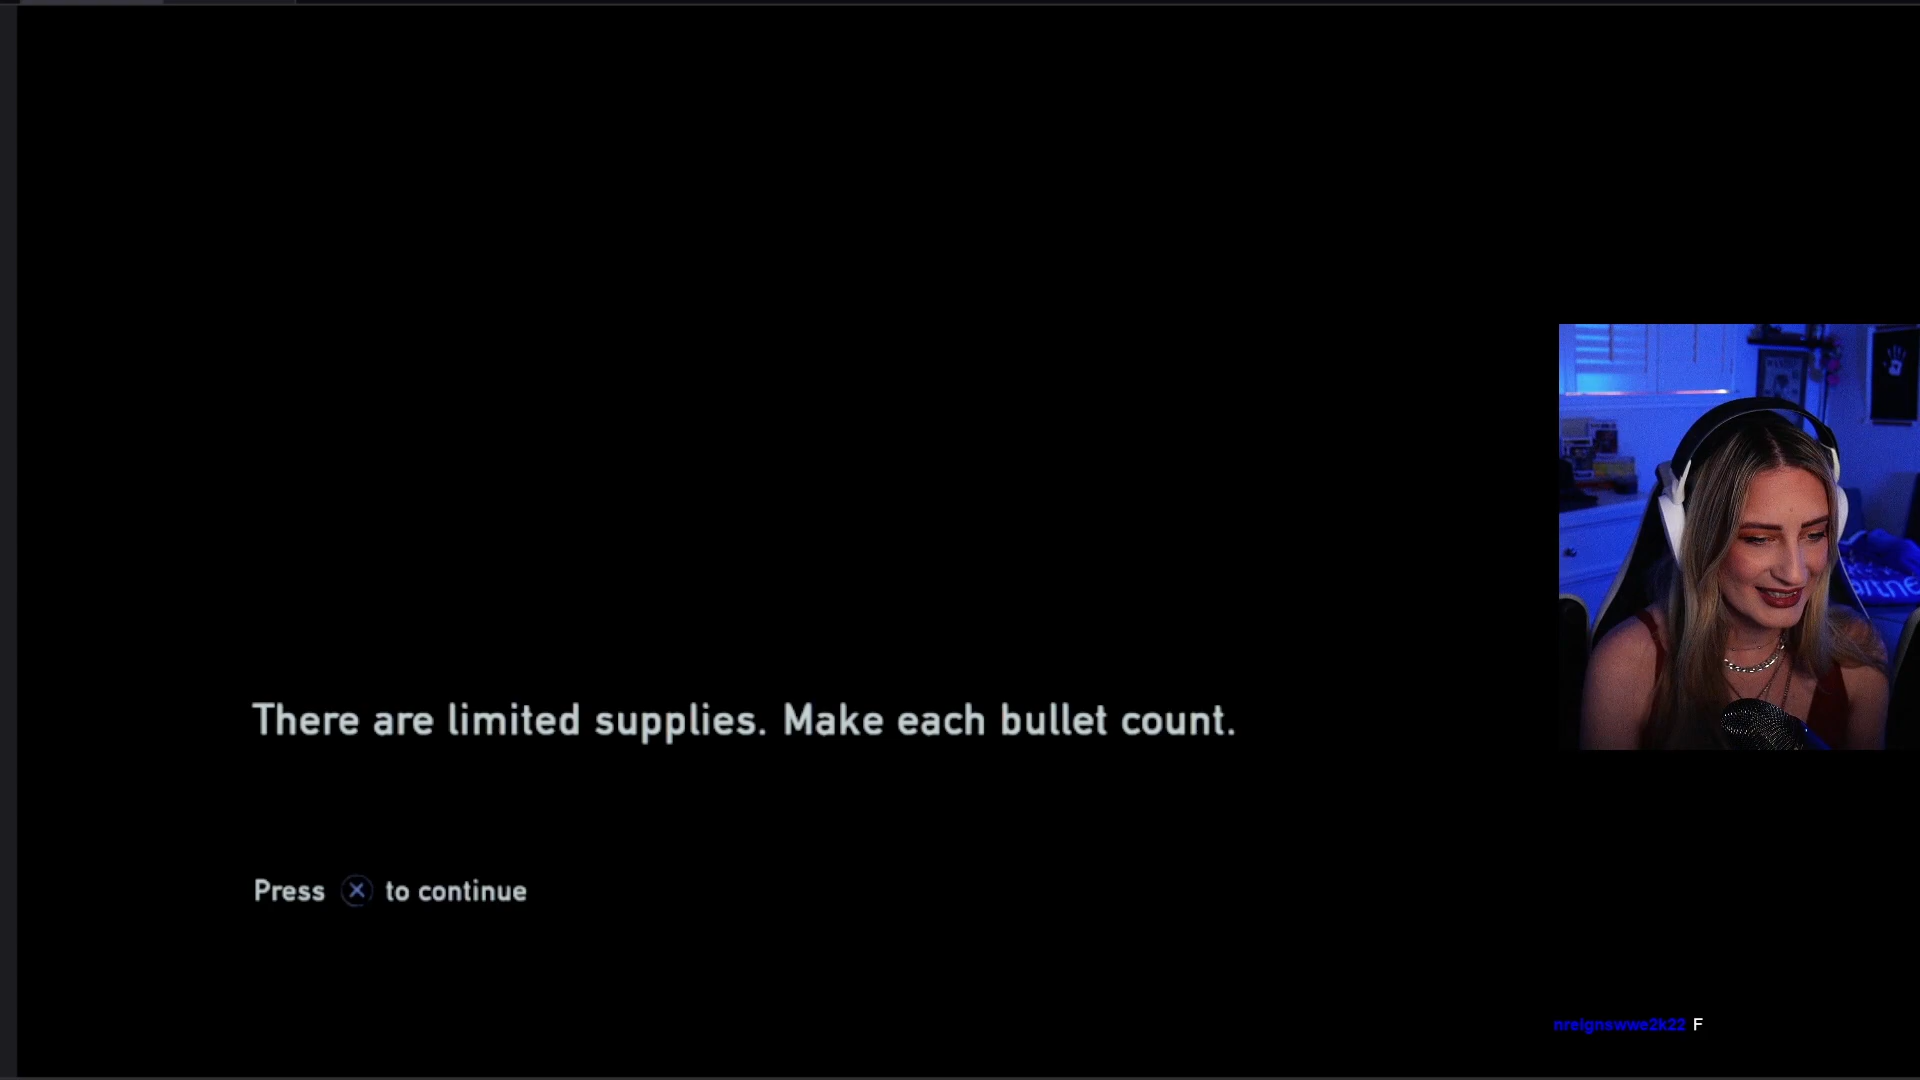 There are limited supplies. Make each bullet count.
Press ⓧ to continue
nreignswwe2k22 F